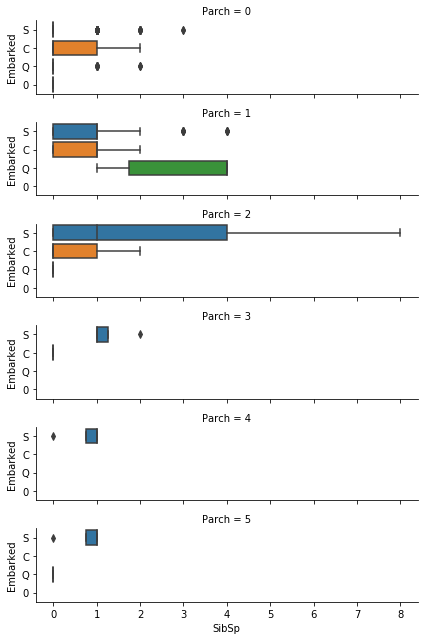 Parch = 0
Embarked
S
C
Q
0
Parch = 1
Embarked
S
C
Q
0
Parch = 2
Embarked
S
C
Q
0
Parch = 3
Embarked
S
C
Q
0
Parch = 4
Embarked
S
C
Q
0
Parch = 5
Embarked
S
C
Q
0
0 1 2 3 4 5 6 7 8
SibSp